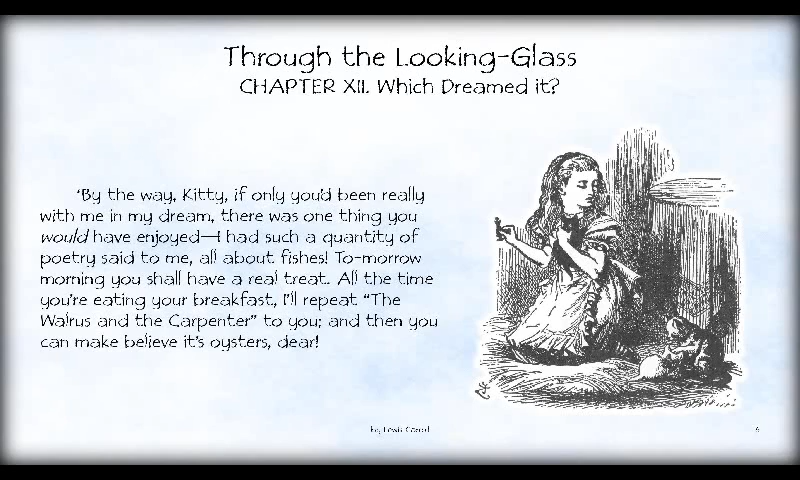 Through the Looking-Glass
CHAPTER XII. Which Dreamed it?
'By the way, Kitty, if only you'd been really
with me in my dream, there was one thing you
would have enjoyed—I had such a quantity of
poetry said to me, all about fishes! To-morrow
morning you shall have a real treat. All the time
you're eating your breakfast, I'll repeat “The
Walrus and the Carpenter” to you; and then you
can make believe it's oysters, dear!
by Lewis Carroll